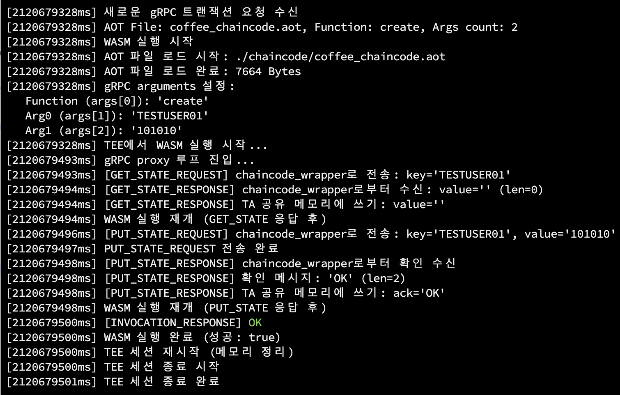 [2120679328ms] 새로운 gRPC 트랜잭션 요청 수신
[2120679328ms] AOT File: coffee_chaincode.aot, Function: create, Args count: 2
[2120679328ms] WASM 실행 시작
[2120679328ms] AOT 파일 로드 시작: ./chaincode/coffee_chaincode.aot
[2120679328ms] AOT 파일 로드 완료: 7664 Bytes
[2120679328ms] gRPC arguments 설정:
Function (args[0]): 'create'
Arg0 (args[1]): 'TESTUSER01'
Arg1 (args[2]): '101010'
[2120679328ms] TEE에서 WASM 실행 시작...
[2120679493ms] gRPC proxy 루프 진입...
[2120679493ms] [GET_STATE_REQUEST] chaincode_wrapper로 전송: key='TESTUSER01'
[2120679494ms] [GET_STATE_RESPONSE] chaincode_wrapper로부터 수신: value='' (len=0)
[2120679494ms] [GET_STATE_RESPONSE] TA 공유 메모리에 쓰기: value=''
[2120679494ms] WASM 실행 재개 (GET_STATE 응답 후)
[2120679496ms] [PUT_STATE_REQUEST] chaincode_wrapper로 전송: key='TESTUSER01', value='101010'
[2120679497ms] PUT_STATE_REQUEST 전송 완료
[2120679498ms] [PUT_STATE_RESPONSE] chaincode_wrapper로부터 확인 수신
[2120679498ms] [PUT_STATE_RESPONSE] 확인 메시지: 'OK' (len=2)
[2120679498ms] [PUT_STATE_RESPONSE] TA 공유 메모리에 쓰기: ack='OK'
[2120679498ms] WASM 실행 재개 (PUT_STATE 응답 후)
[2120679500ms] [INVOCATION_RESPONSE] OK
[2120679500ms] WASM 실행 완료 (성공: true)
[2120679500ms] TEE 세션 재시작 (메모리 정리)
[2120679500ms] TEE 세션 종료 시작
[2120679501ms] TEE 세션 종료 완료